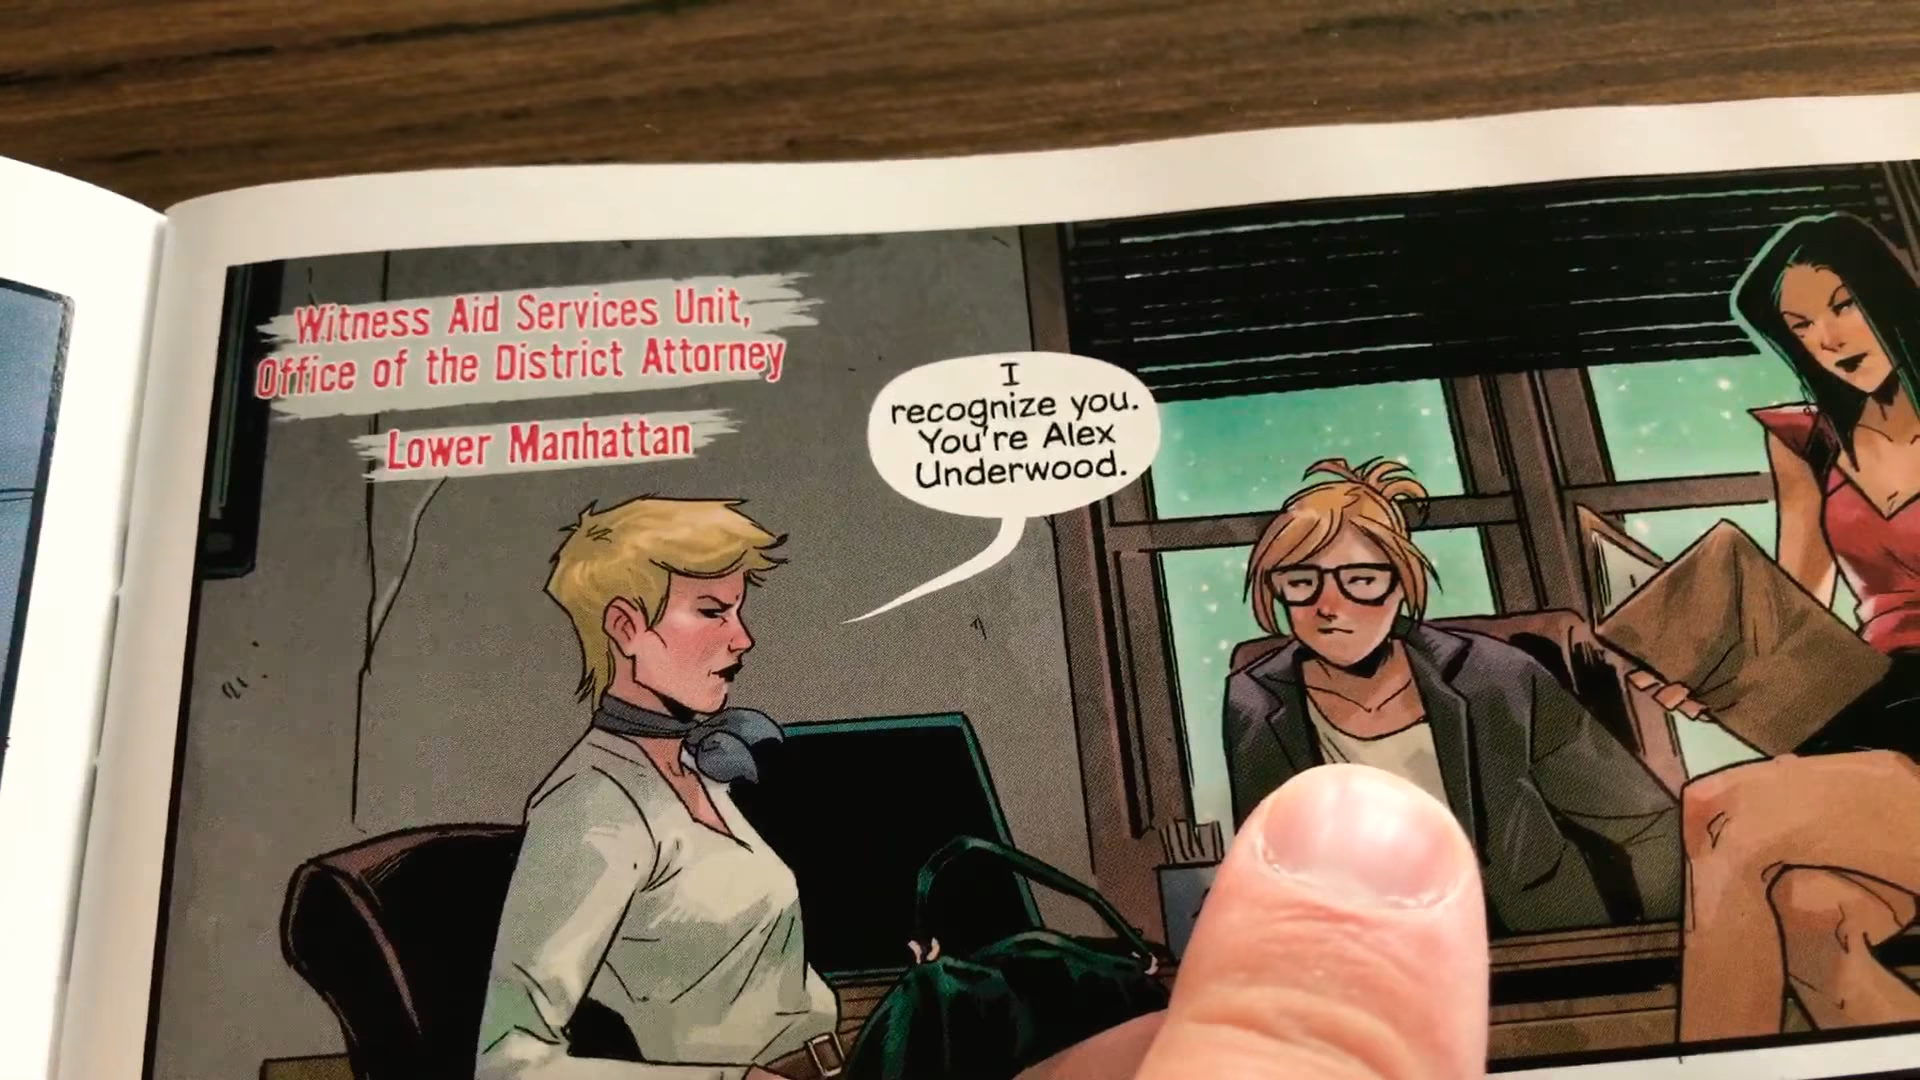 Witness Aid Services Unit,
Office of the District Attorney
Lower Manhattan
I
recognize you.
You're Alex
Underwood.